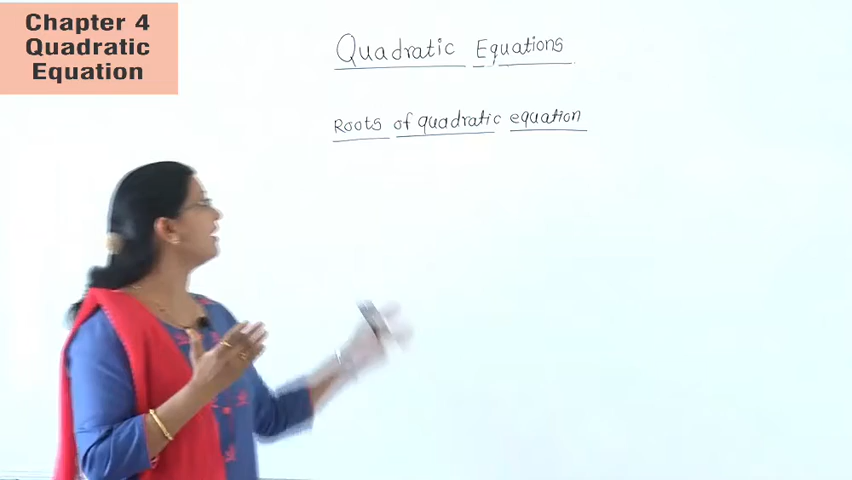 Chapter 4
Quadratic
Equation
Quadratic Equations
Roots of quadratic equation